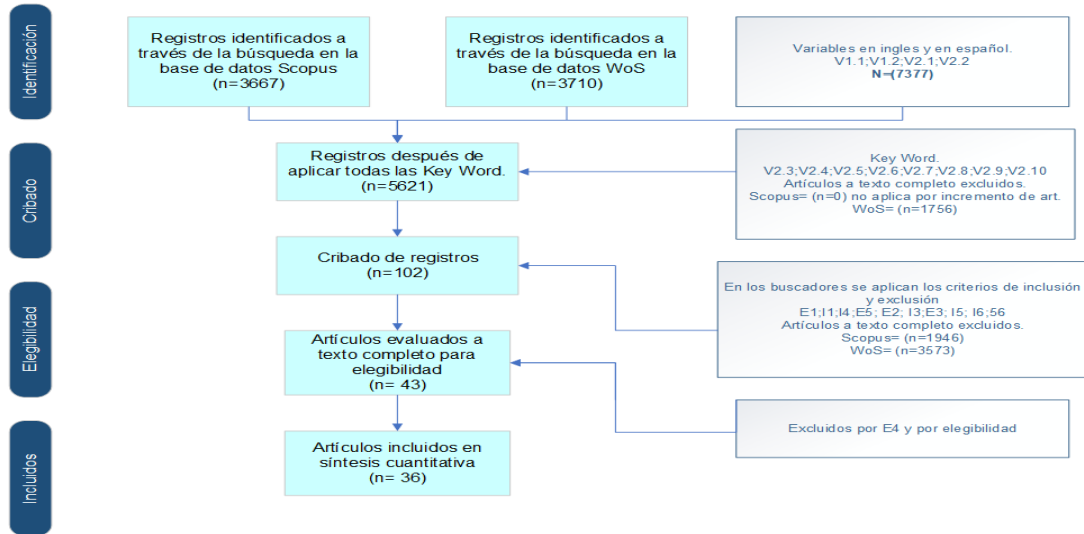 Identificación
Registros identificados a
través de la búsqueda en la
base de datos Scopus
(n=3667)
Registros identificados a
través de la búsqueda en la
base de datos WoS
(n=3710)
Variables en ingles y en español.
V1.1;V1.2;V2.1;V2.2
N=(7377)
Cribado
Registros después de
aplicar todas las Key Word.
(n=5621)
Key Word.
V2.3;V2.4;V2.5;V2.6;V2.7;V2.8;V2.9;V2.10
Artículos a texto completo excluidos.
Scopus= (n=0) no aplica por incremento de art.
WoS= (n=1756)
Cribado de registros
(n=102)
En los buscadores se aplican los criterios de inclusión
y exclusión
E1;I1;I4;E5; E2; I3;E3; I5; I6;56
Artículos a texto completo excluidos.
Scopus= (n=1946)
WoS= (n=3573)
Elegibilidad
Artículos evaluados a
texto completo para
elegibilidad
(n= 43)
Excluidos por E4 y por elegibilidad
Incluidos
Artículos incluidos en
síntesis cuantitativa
(n= 36)